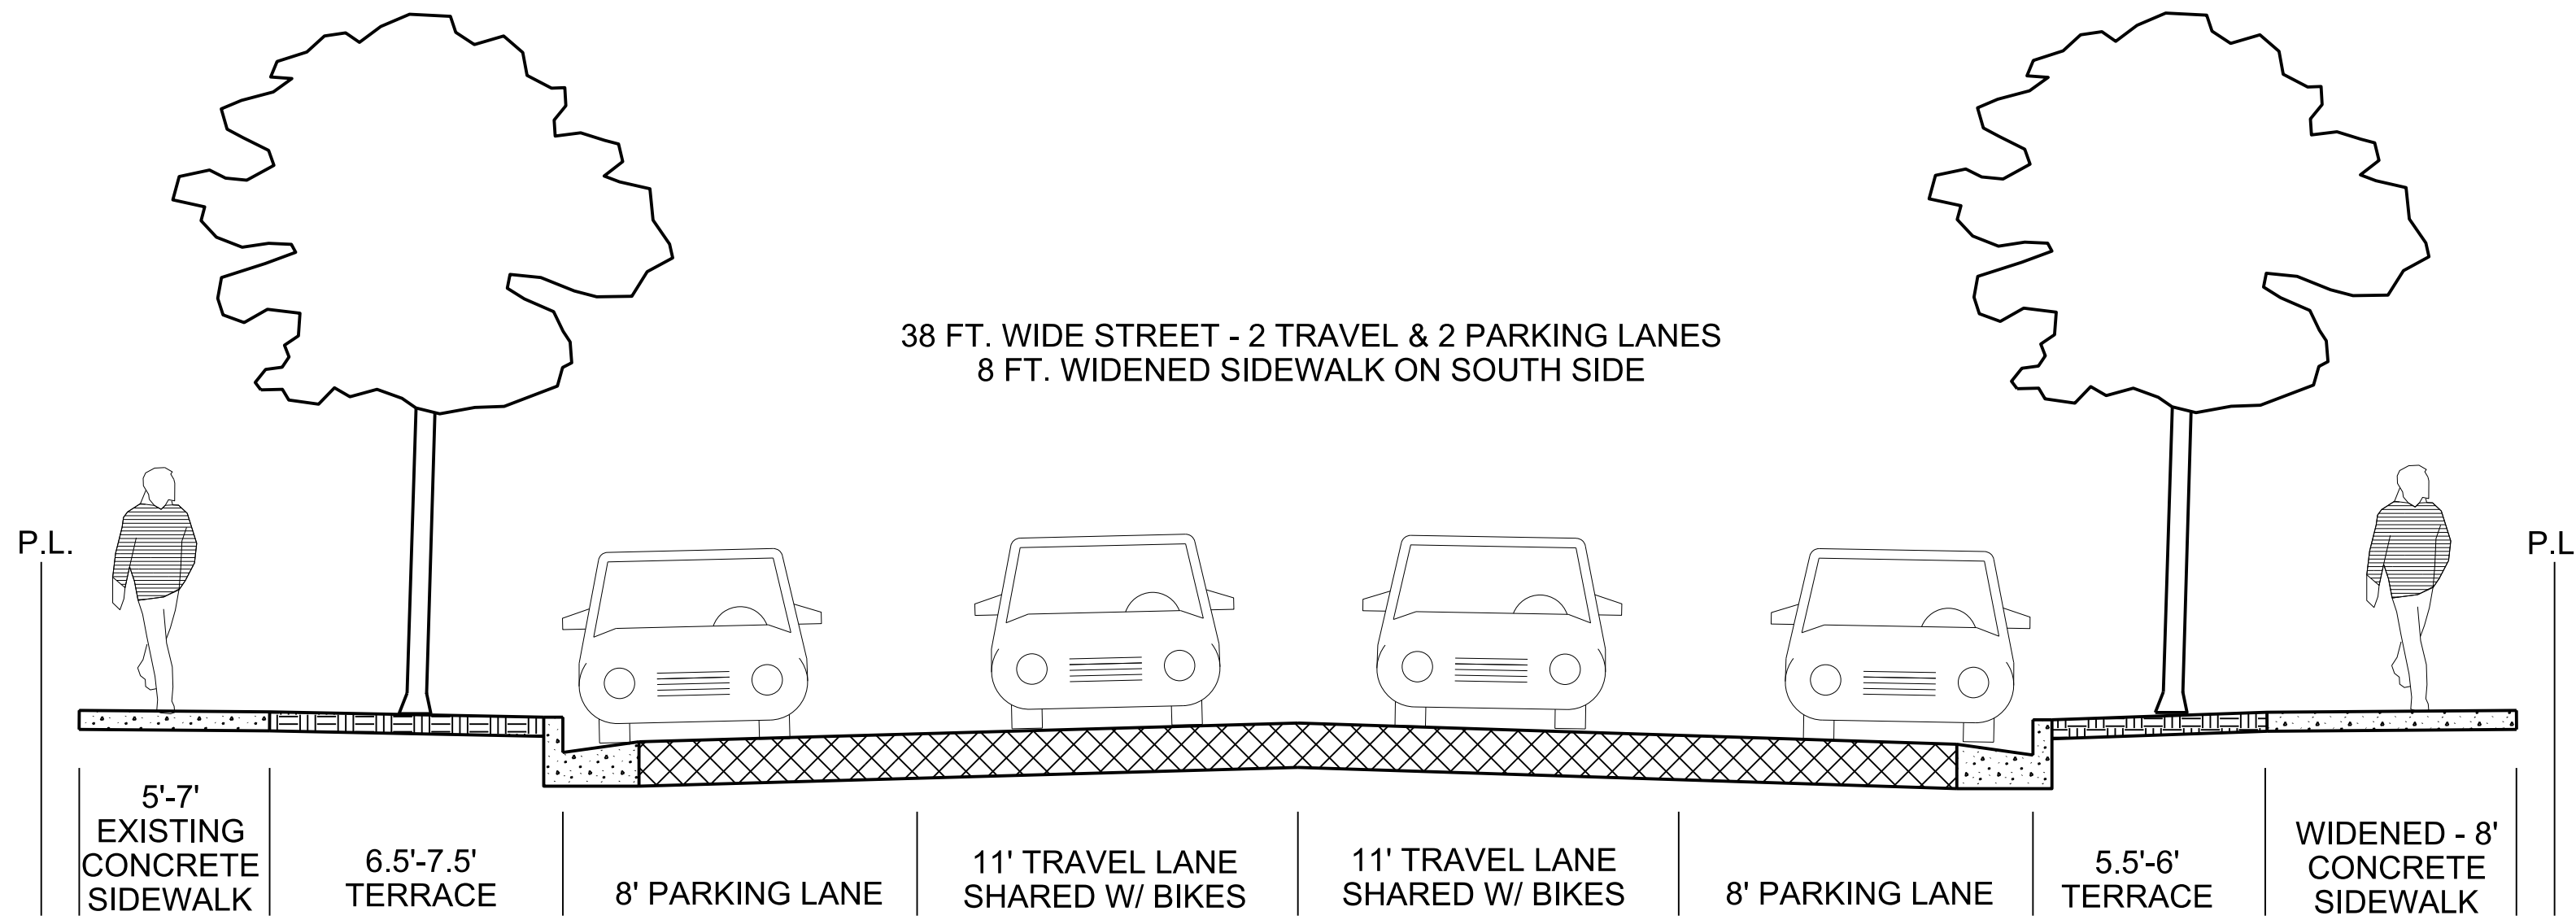 38 FT. WIDE STREET - 2 TRAVEL & 2 PARKING LANES
8 FT. WIDENED SIDEWALK ON SOUTH SIDE
P.L.
P.L
5'-7'
EXISTING
CONCRETE
SIDEWALK
6.5'-7.5'
TERRACE
8' PARKING LANE
11' TRAVEL LANE
SHARED W/ BIKES
11' TRAVEL LANE
SHARED W/ BIKES
8' PARKING LANE
5.5'-6'
TERRACE
WIDENED - 8'
CONCRETE
SIDEWALK